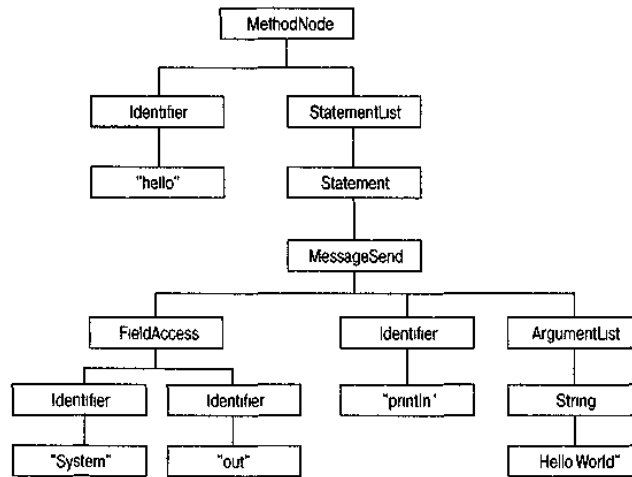 MethodNode
Identifier
StatementList
"hello"
Statement
MessageSend
FieldAccess
Identifier
ArgumentList
Identifier
Identifier
"println"
String
"System"
"out"
Hello World"